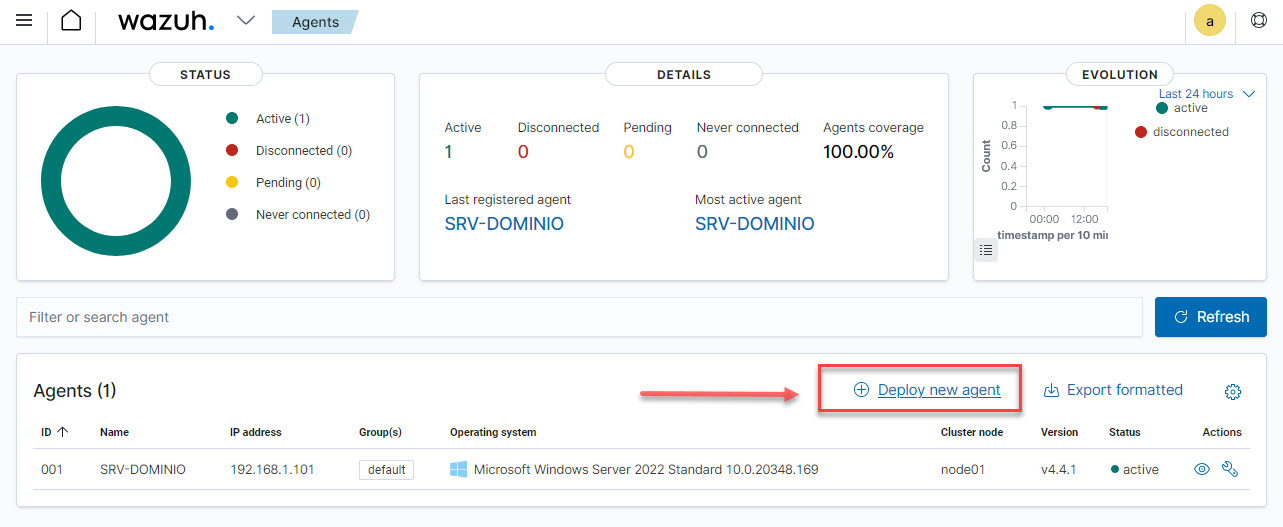 wazuh.
Agents
a
STATUS
Active (1)
Disconnected (0)
Pending (0)
Never connected (0)
DETAILS
Active Disconnected Pending Never connected Agents coverage
1 0 0 0 100.00%
Last registered agent Most active agent
SRV-DOMINIO SRV-DOMINIO
EVOLUTION
Last 24 hours
active
disconnected
1
0.8
0.6
0.4
0.2
0
Count
00:00 12:00
timestamp per 10 min
Filter or search agent
Refresh
Agents (1) Deploy new agent Export formatted
ID Name IP address Group(s) Operating system Cluster node Version Status Actions
001 SRV-DOMINIO 192.168.1.101 default Microsoft Windows Server 2022 Standard 10.0.20348.169 node01 v4.4.1 active